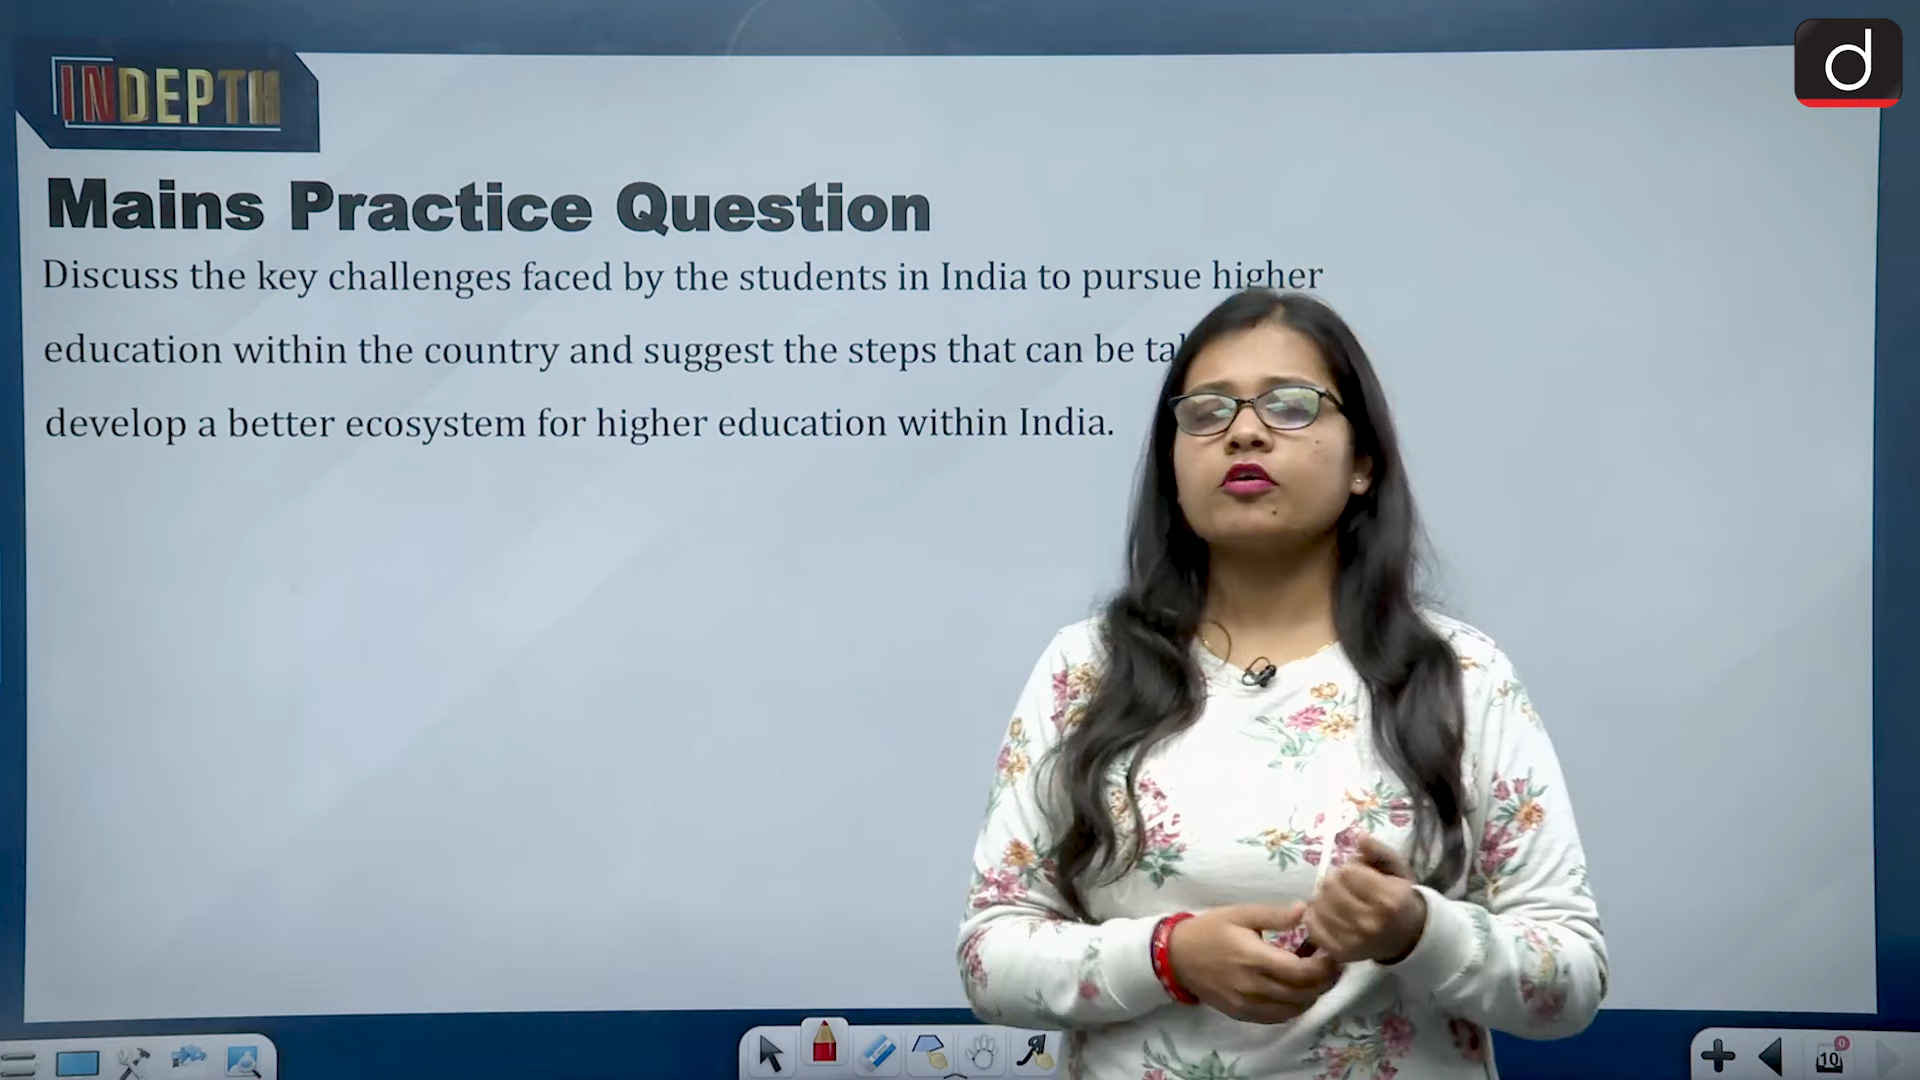 INDEPTH
d
Mains Practice Question
Discuss the key challenges faced by the students in India to pursue higher
education within the country and suggest the steps that can be
develop a better ecosystem for higher education within India.
10
0